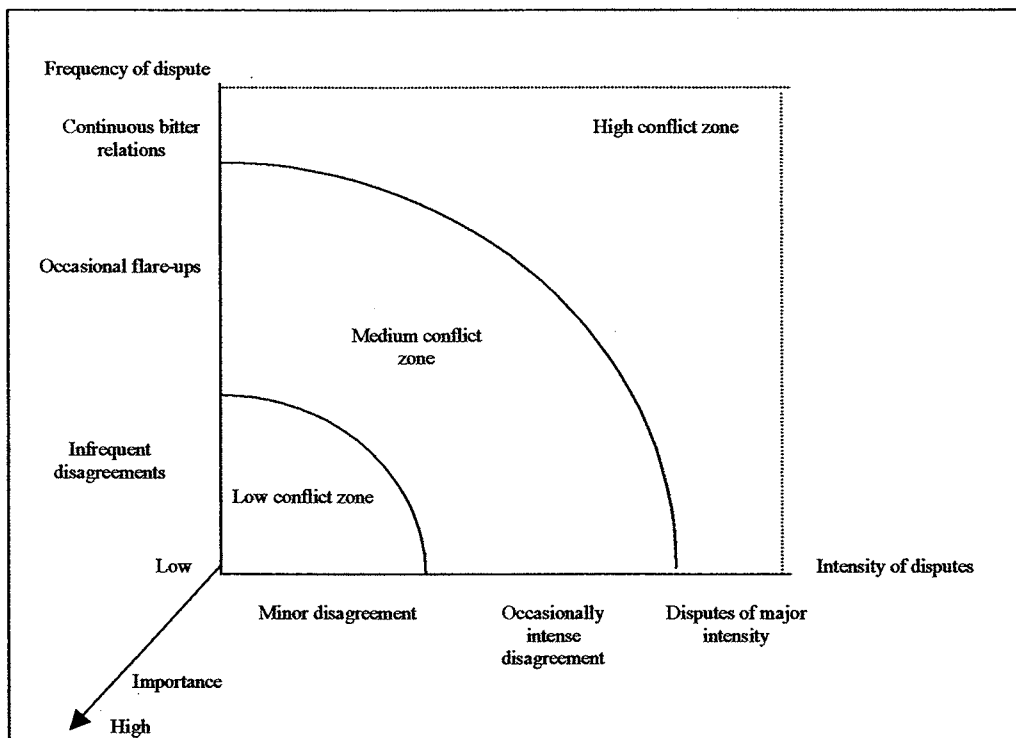 Frequency of dispute
Continuous bitter
relations
High conflict zone
Occasional flare-ups
Medium conflict
zone
Infrequent
disagreements
Low conflict zone
Low
Intensity of disputes
Minor disagreement
Occasionally
intense
disagreement
Disputes of major
intensity
Importance
High